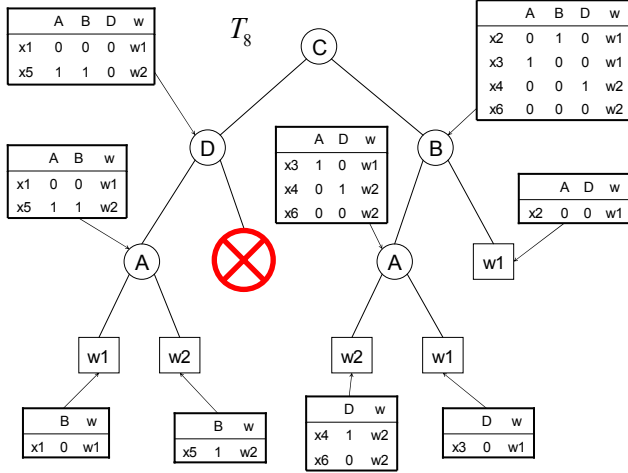 T8
A B D w
x1 0 0 0 w1
x5 1 1 0 w2
C
A B D w
x2 0 1 0 w1
x3 1 0 0 w1
x4 0 0 1 w2
x6 0 0 0 w2
D
A D w
x3 1 0 w1
x4 0 1 w2
x6 0 0 w2
B
A B w
x1 0 0 w1
x5 1 1 w2
A D w
x2 0 0 w1
A
A
w1
w1
w2
w2
w1
B w
x1 0 w1
B w
x5 1 w2
D w
x4 1 w2
x6 0 w2
D w
x3 0 w1